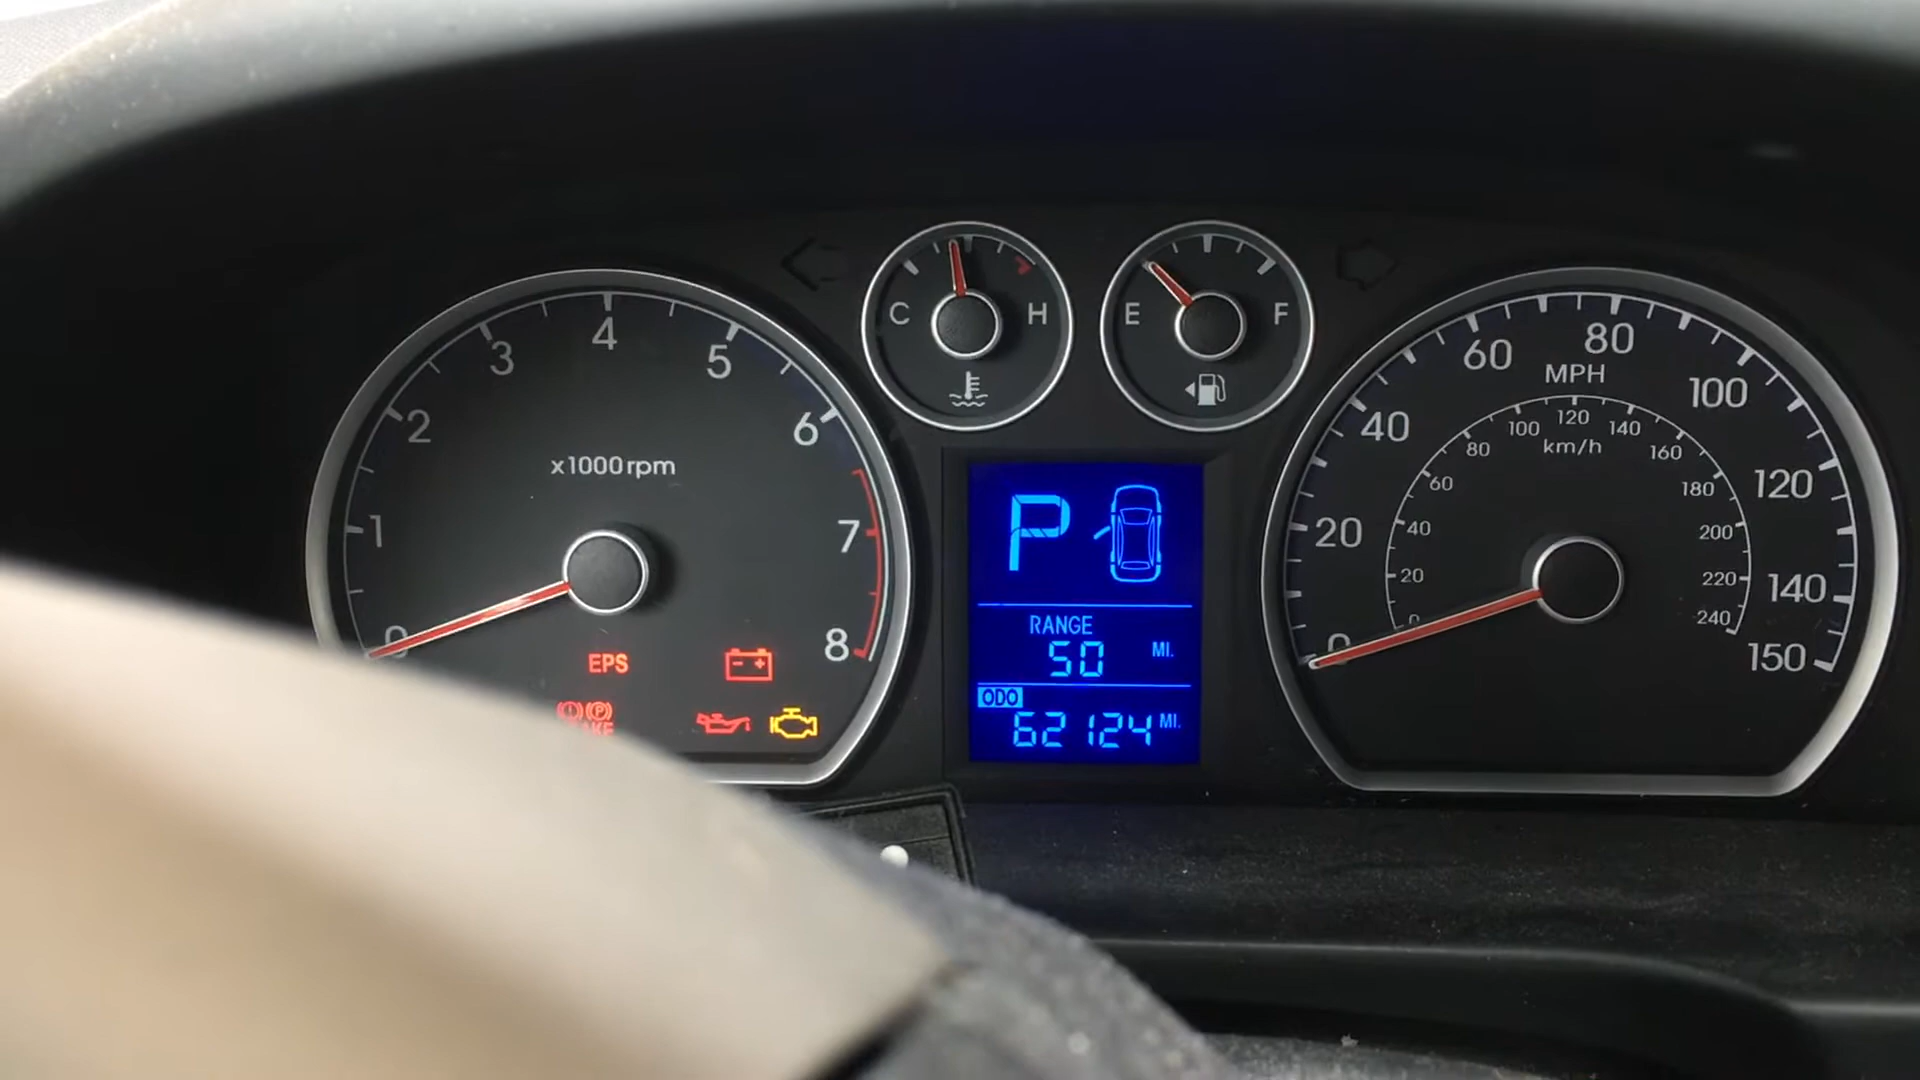 C H
E F
0 1 2 3 4 5 6 7 8
x1000rpm
EPS
P
RANGE
50 MI.
ODO
62124 MI.
0 20 40 60 80 100 120 140 150
MPH
0 20 40 60 80 100 120 140 160 180 200 220 240
km/h